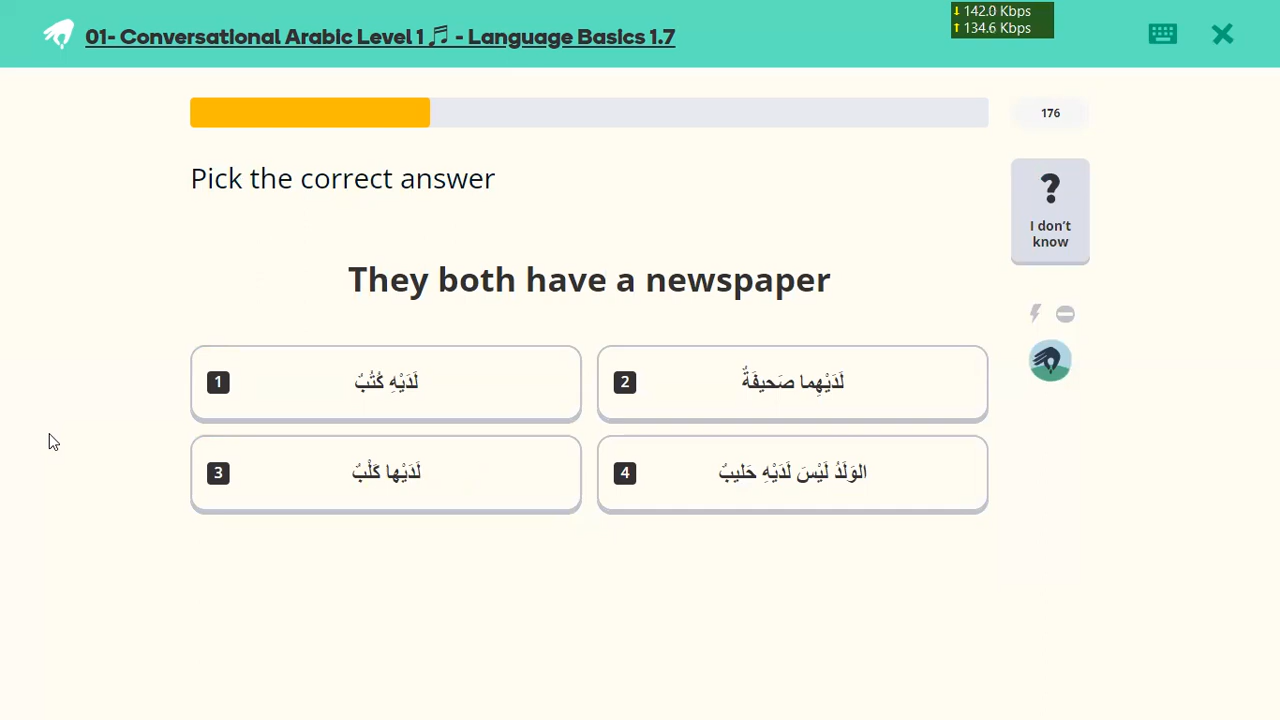 01- Conversational Arabic Level 1 🎵 - Language Basics 1.7
↓ 142.0 Kbps
↑ 134.6 Kbps
176
Pick the correct answer
?
I don't
know
They both have a newspaper
1 لَدَيْهِ كُتُبٌ
2 لَدَيْهِما صَحيفَةٌ
3 لَدَيْها كَلْبٌ
4 الوَلَدُ لَيْسَ لَدَيْهِ حَليبٌ